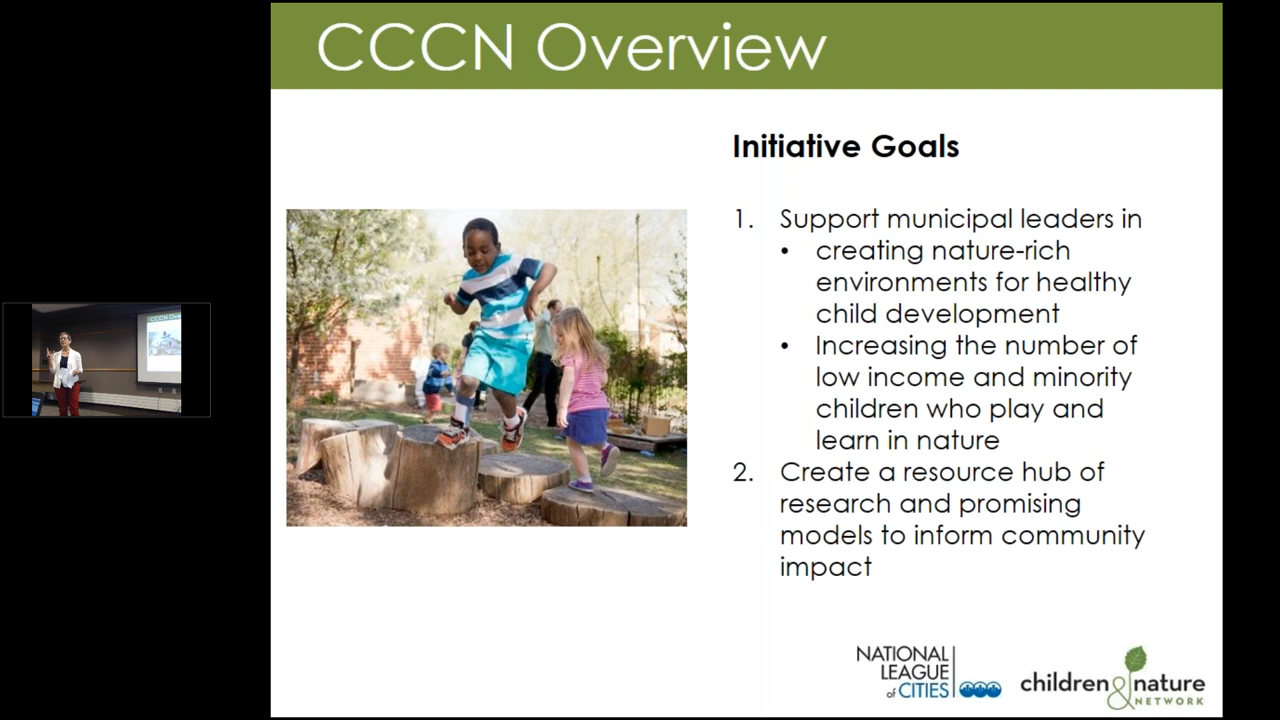 CCCN Overview
Initiative Goals
1. Support municipal leaders in
• creating nature-rich
environments for healthy
child development
• Increasing the number of
low income and minority
children who play and
learn in nature
2. Create a resource hub of
research and promising
models to inform community
impact
NATIONAL
LEAGUE
of CITIES
children & nature
NETWORK